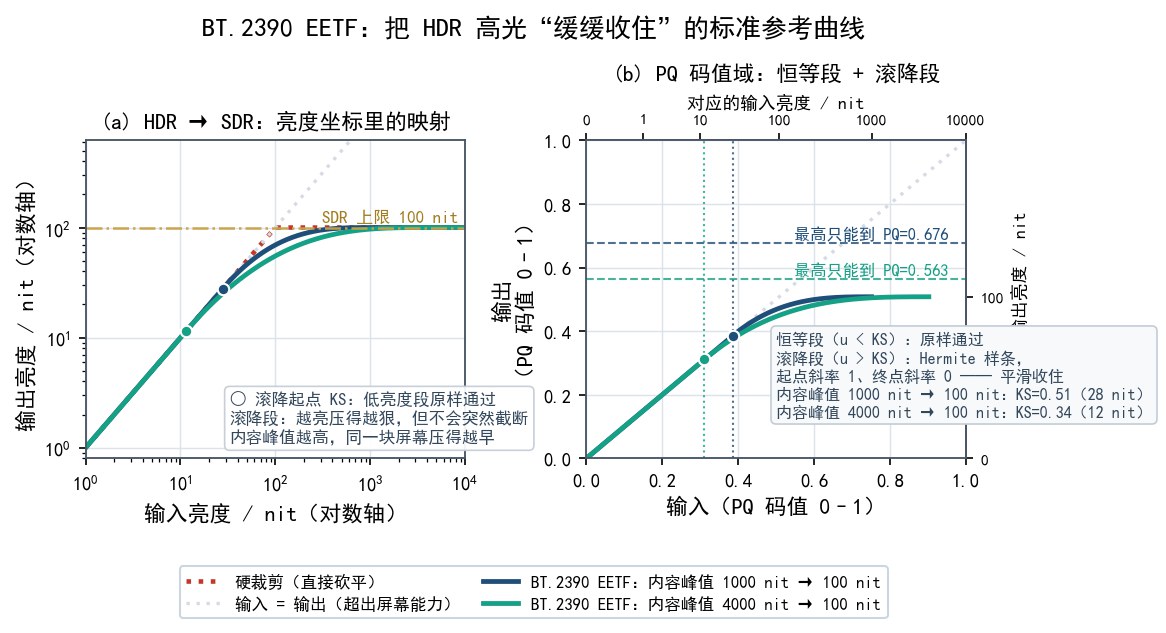 BT.2390 EETF：把 HDR 高光“缓缓收住”的标准参考曲线
(a) HDR → SDR：亮度坐标里的映射
输出亮度 / nit（对数轴）
10²
10¹
10⁰
SDR 上限 100 nit
○ 滚降起点 KS：低亮度段原样通过
滚降段：越亮压得越狠，但不会突然截断
内容峰值越高，同一块屏幕压得越早
10⁰ 10¹ 10² 10³ 10⁴
输入亮度 / nit（对数轴）
(b) PQ 码值域：恒等段 + 滚降段
对应的输入亮度 / nit
0 1 10 100 1000 10000
输出
（PQ 码值 0-1）
1.0
0.8
0.6
0.4
0.2
0.0
最高只能到 PQ=0.676
最高只能到 PQ=0.563
恒等段（u < KS）：原样通过
滚降段（u > KS）：Hermite 样条，
起点斜率 1、终点斜率 0 —— 平滑收住
内容峰值 1000 nit → 100 nit：KS=0.51（28 nit）
内容峰值 4000 nit → 100 nit：KS=0.34（12 nit）
100
0
出亮度 / nit
0.0 0.2 0.4 0.6 0.8 1.0
输入（PQ 码值 0-1）
硬裁剪（直接砍平）
输入 = 输出（超出屏幕能力）
BT.2390 EETF：内容峰值 1000 nit → 100 nit
BT.2390 EETF：内容峰值 4000 nit → 100 nit